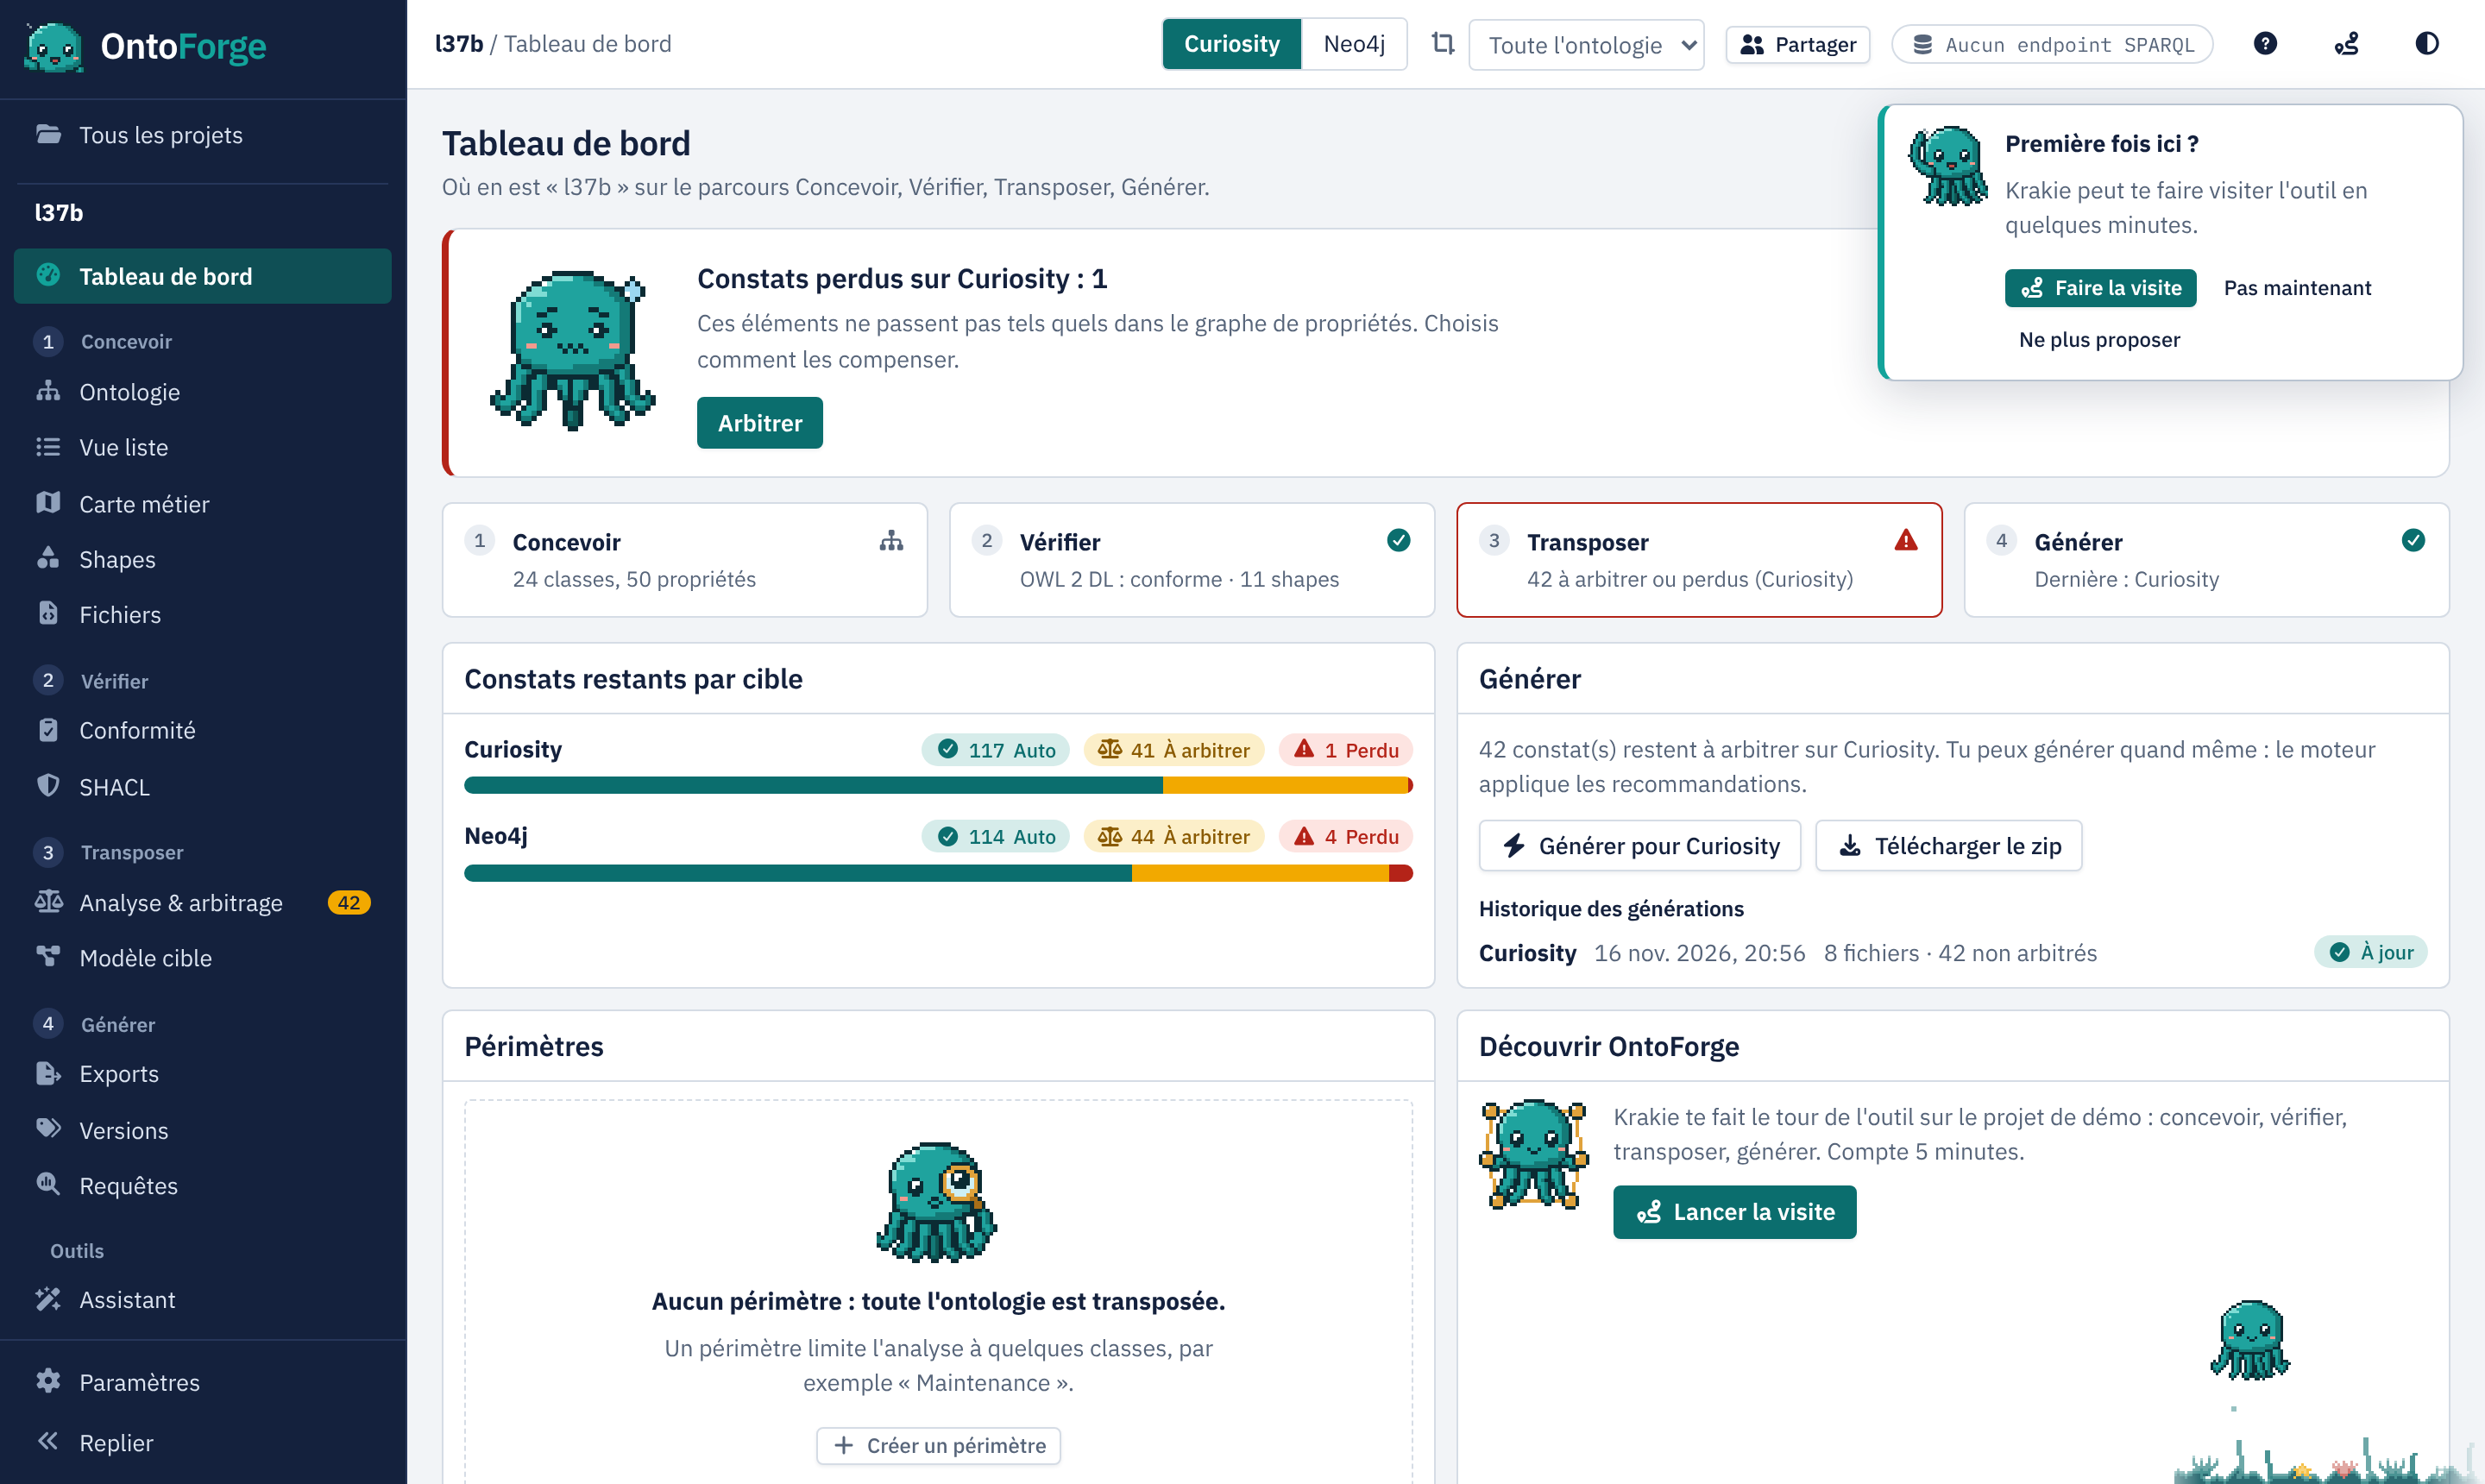 OntoForge
Tous les projets
l37b
Tableau de bord
1 Concevoir
Ontologie
Vue liste
Carte métier
Shapes
Fichiers
2 Vérifier
Conformité
SHACL
3 Transposer
Analyse & arbitrage 42
Modèle cible
4 Générer
Exports
Versions
Requêtes
Outils
Assistant
Paramètres
Replier
l37b / Tableau de bord
Curiosity Neo4j Toute l'ontologie Partager Aucun endpoint SPARQL ?
Tableau de bord
Où en est « l37b » sur le parcours Concevoir, Vérifier, Transposer, Générer.
Première fois ici ?
Krakie peut te faire visiter l'outil en
quelques minutes.
Faire la visite Pas maintenant
Ne plus proposer
Constats perdus sur Curiosity : 1
Ces éléments ne passent pas tels quels dans le graphe de propriétés. Choisis
comment les compenser.
Arbitrer
1 Concevoir
24 classes, 50 propriétés
2 Vérifier
OWL 2 DL : conforme · 11 shapes
3 Transposer
42 à arbitrer ou perdus (Curiosity)
4 Générer
Dernière : Curiosity
Constats restants par cible
Curiosity 117 Auto 41 À arbitrer 1 Perdu
Neo4j 114 Auto 44 À arbitrer 4 Perdu
Générer
42 constat(s) restent à arbitrer sur Curiosity. Tu peux générer quand même : le moteur
applique les recommandations.
Générer pour Curiosity Télécharger le zip
Historique des générations
Curiosity 16 nov. 2026, 20:56 8 fichiers · 42 non arbitrés À jour
Périmètres
Aucun périmètre : toute l'ontologie est transposée.
Un périmètre limite l'analyse à quelques classes, par
exemple « Maintenance ».
Créer un périmètre
Découvrir OntoForge
Krakie te fait le tour de l'outil sur le projet de démo : concevoir, vérifier,
transposer, générer. Compte 5 minutes.
Lancer la visite